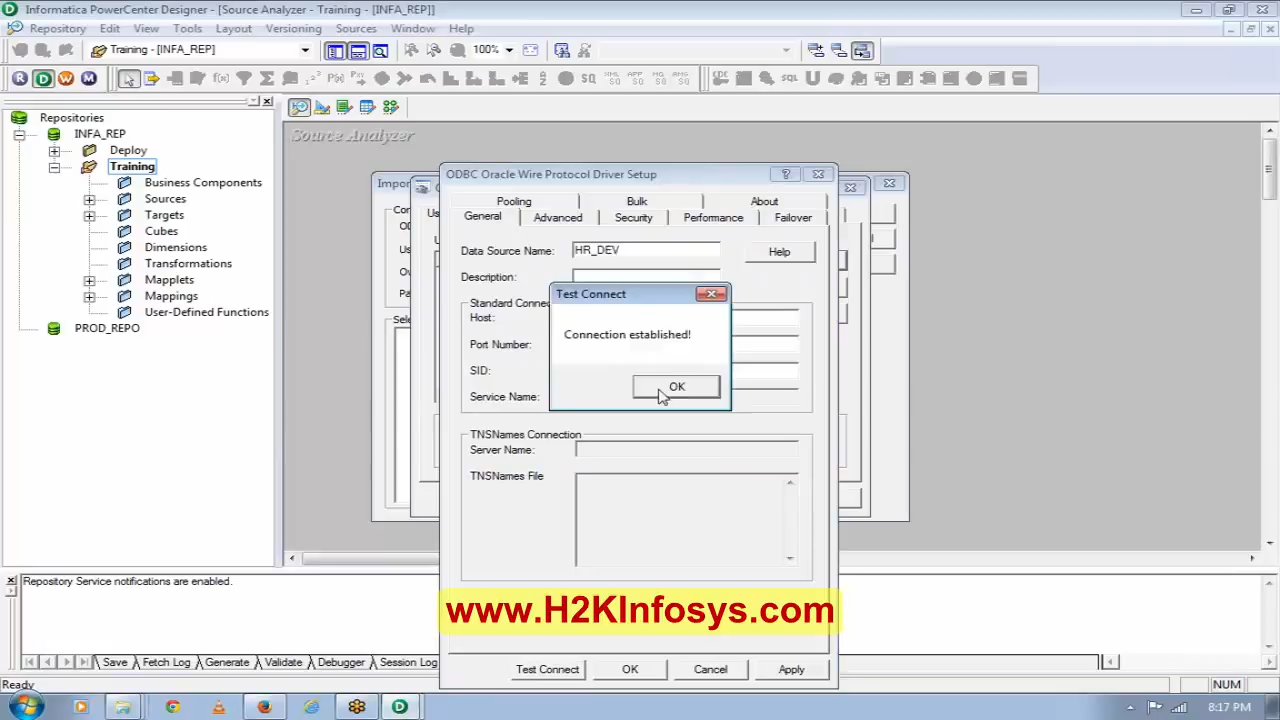 Informatica PowerCenter Designer - [Source Analyzer - Training - [INFA_REP]]
Repository Edit View Tools Layout Versioning Sources Window Help
Training - [INFA_REP]
100%
R D W M
Repositories
INFA_REP
Deploy
Training
Business Components
Sources
Targets
Cubes
Dimensions
Transformations
Mapplets
Mappings
User-Defined Functions
PROD_REPO
Source Analyzer
ODBC Oracle Wire Protocol Driver Setup
Pooling Bulk About
General Advanced Security Performance Failover
Data Source Name: HR_DEV Help
Description:
Host:
Port Number:
SID:
Service Name:
Test Connect
Connection established!
OK
TNSNames Connection
Server Name:
TNSNames File
Test Connect OK Cancel Apply
www.H2KInfosys.com
Repository Service notifications are enabled.
Save Fetch Log Generate Validate Debugger Session Log
Ready
NUM
8:17 PM